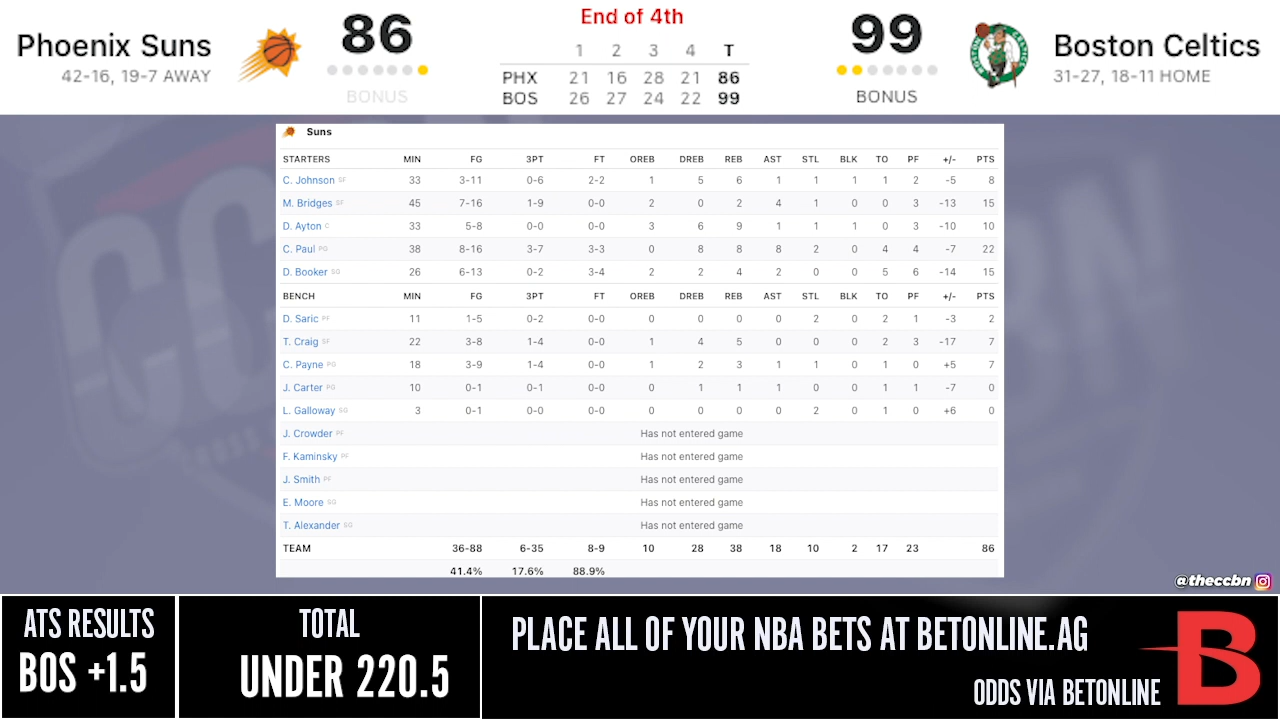 Phoenix Suns
42-16, 19-7 AWAY
86
BONUS
End of 4th
1 2 3 4 T
PHX 21 16 28 21 86
BOS 26 27 24 22 99
99
BONUS
Boston Celtics
31-27, 18-11 HOME
Suns
STARTERS MIN FG 3PT FT OREB DREB REB AST STL BLK TO PF +/- PTS
C. Johnson SF 33 3-11 0-6 2-2 1 5 6 1 1 1 1 2 -5 8
M. Bridges SF 45 7-16 1-9 0-0 2 0 2 4 1 0 0 3 -13 15
D. Ayton C 33 5-8 0-0 0-0 3 6 9 1 1 1 0 3 -10 10
C. Paul PG 38 8-16 3-7 3-3 0 8 8 8 2 0 4 4 -7 22
D. Booker SG 26 6-13 0-2 3-4 2 2 4 2 0 0 5 6 -14 15
BENCH MIN FG 3PT FT OREB DREB REB AST STL BLK TO PF +/- PTS
D. Saric PF 11 1-5 0-2 0-0 0 0 0 0 2 0 2 1 -3 2
T. Craig SF 22 3-8 1-4 0-0 1 4 5 0 0 0 2 3 -17 7
C. Payne PG 18 3-9 1-4 0-0 1 2 3 1 1 0 1 0 +5 7
J. Carter PG 10 0-1 0-1 0-0 0 1 1 1 0 0 1 1 -7 0
L. Galloway SG 3 0-1 0-0 0-0 0 0 0 0 2 0 1 0 +6 0
J. Crowder PF Has not entered game
F. Kaminsky PF Has not entered game
J. Smith PF Has not entered game
E. Moore SG Has not entered game
T. Alexander SG Has not entered game
TEAM 36-88 6-35 8-9 10 28 38 18 10 2 17 23 86
41.4% 17.6% 88.9%
@theccbn
ATS RESULTS
BOS +1.5
TOTAL
UNDER 220.5
PLACE ALL OF YOUR NBA BETS AT BETONLINE.AG
ODDS VIA BETONLINE
B